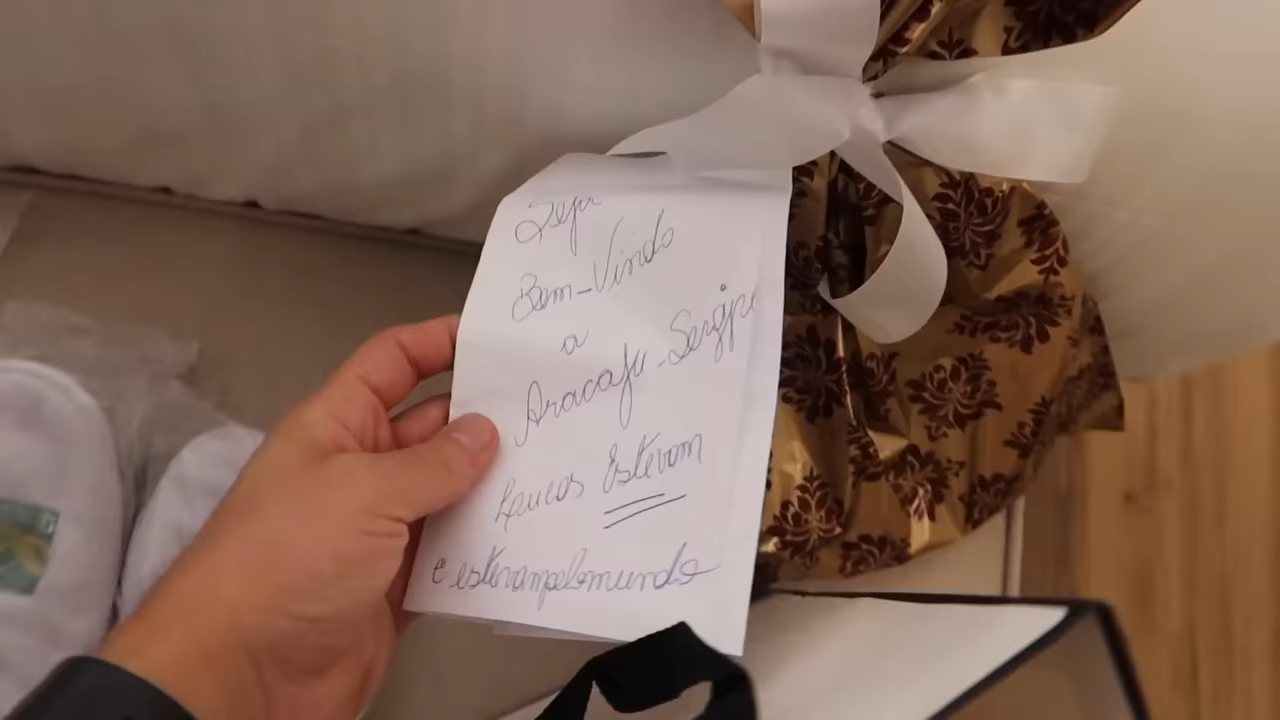 Seja
Bem-Vindo
a
Aracaju-Sergipe
Lucas Estevam
e estevampelomundo